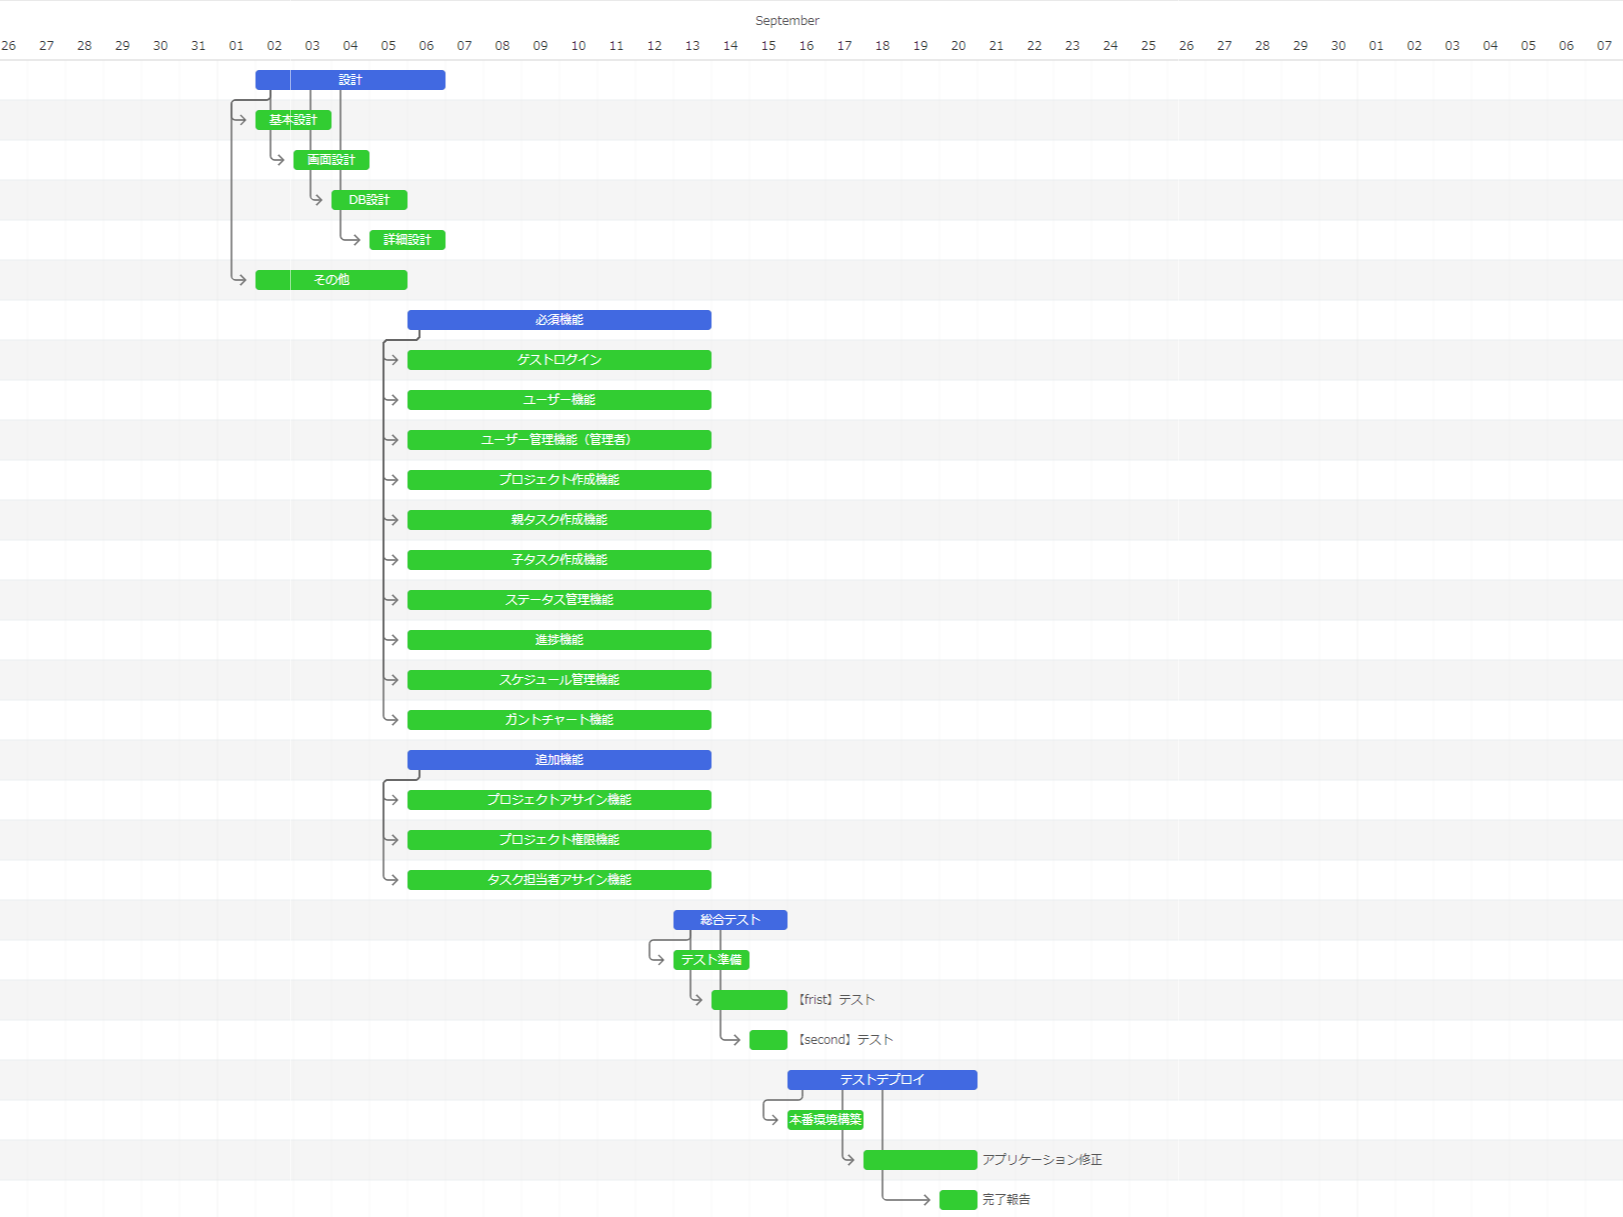 September
26 27 28 29 30 31 01 02 03 04 05 06 07 08 09 10 11 12 13 14 15 16 17 18 19 20 21 22 23 24 25 26 27 28 29 30 01 02 03 04 05 06 07
設計
基本設計
画面設計
DB設計
詳細設計
その他
必須機能
ゲストログイン
ユーザー機能
ユーザー管理機能（管理者）
プロジェクト作成機能
親タスク作成機能
子タスク作成機能
ステータス管理機能
進捗機能
スケジュール管理機能
ガントチャート機能
追加機能
プロジェクトアサイン機能
プロジェクト権限機能
タスク担当者アサイン機能
総合テスト
テスト準備
【frist】テスト
【second】テスト
テストデプロイ
本番環境構築
アプリケーション修正
完了報告